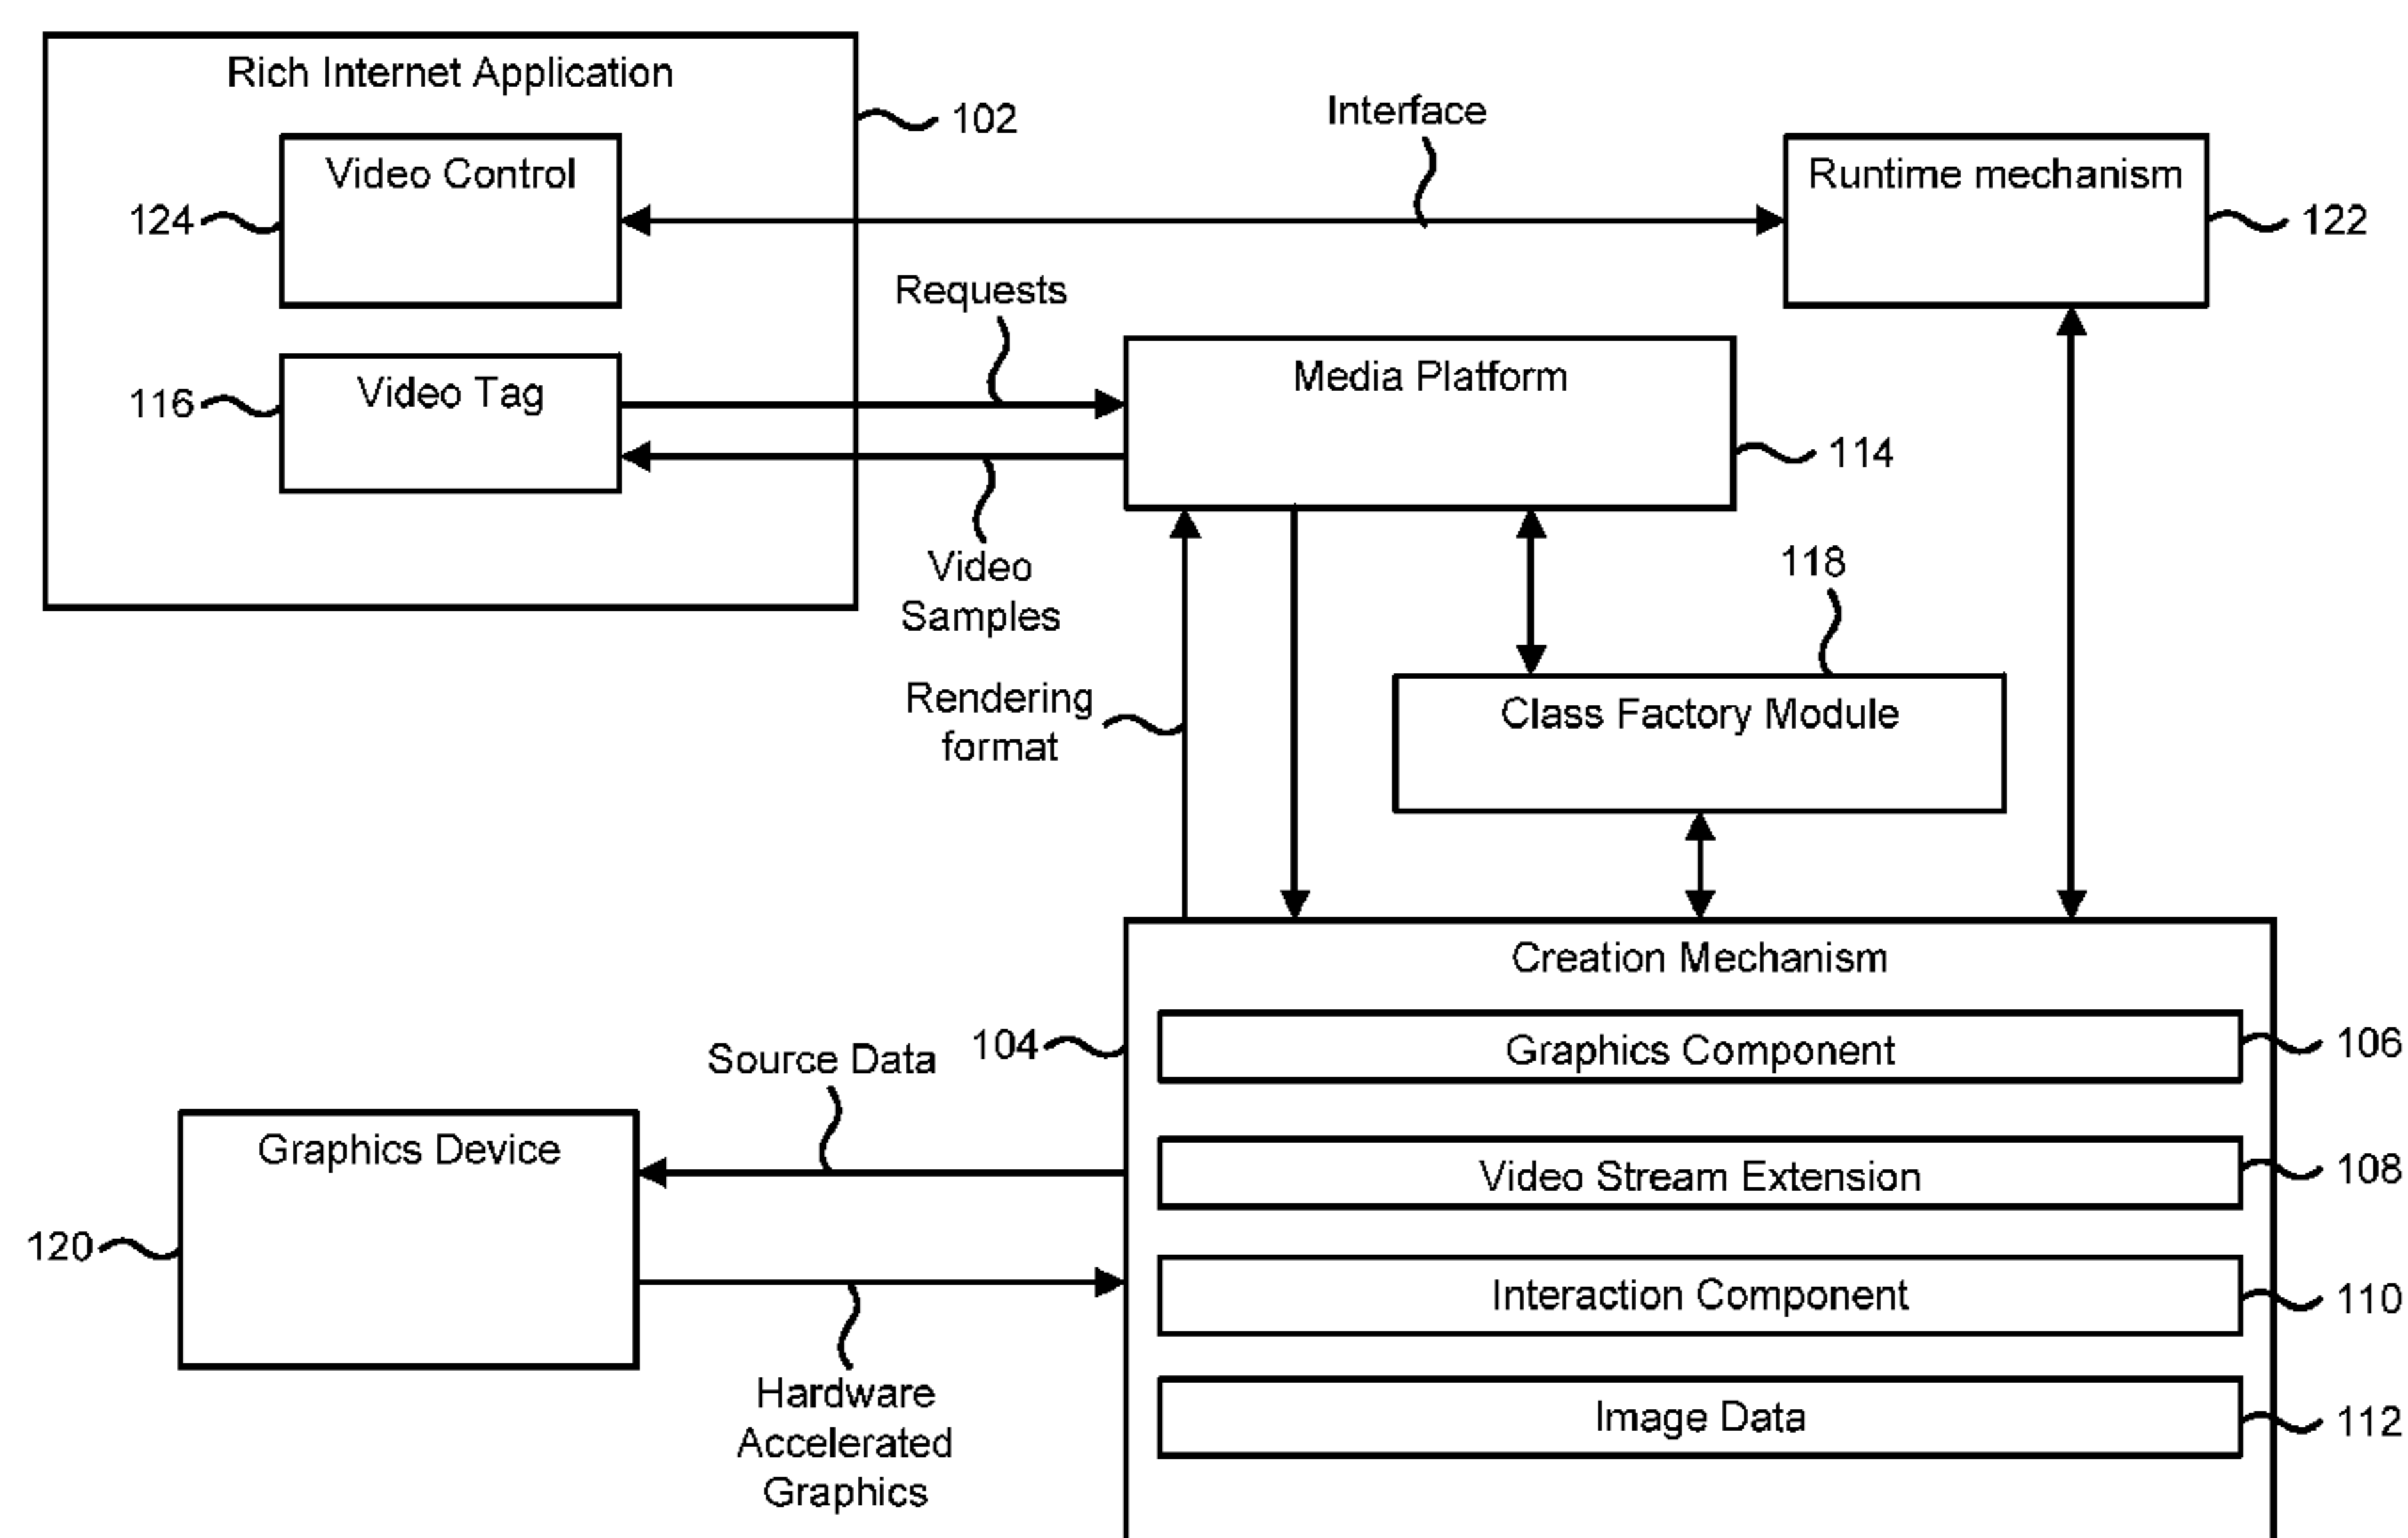 Rich Internet Application
102
Interface
Video Control
Runtime mechanism
124
122
Requests
Media Platform
Video Tag
116
114
Video
Samples
118
Rendering
format
Class Factory Module
Creation Mechanism
104
Graphics Component
106
Source Data
Graphics Device
Video Stream Extension
108
120
Interaction Component
110
Hardware
Accelerated
Graphics
Image Data
112